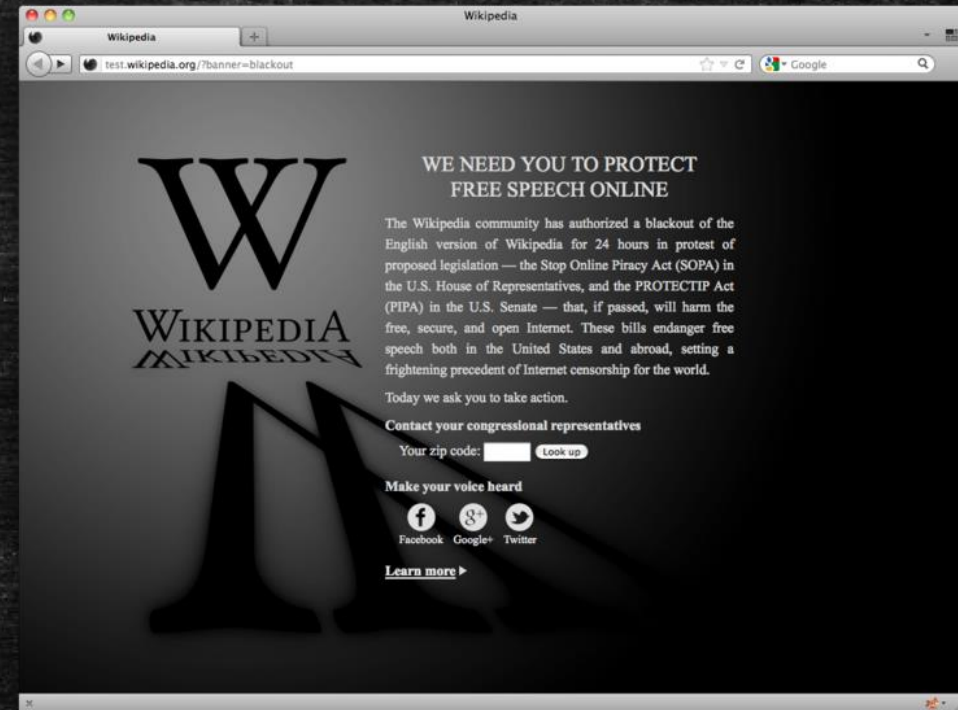 Wikipedia
Wikipedia
test.wikipedia.org/?banner=blackout
Google
W
WIKIPEDIA
WE NEED YOU TO PROTECT
FREE SPEECH ONLINE
The Wikipedia community has authorized a blackout of the
English version of Wikipedia for 24 hours in protest of
proposed legislation — the Stop Online Piracy Act (SOPA) in
the U.S. House of Representatives, and the PROTECTIP Act
(PIPA) in the U.S. Senate — that, if passed, will harm the
free, secure, and open Internet. These bills endanger free
speech both in the United States and abroad, setting a
frightening precedent of Internet censorship for the world.
Today we ask you to take action.
Contact your congressional representatives
Your zip code: Look up
Make your voice heard
Facebook Google+ Twitter
Learn more